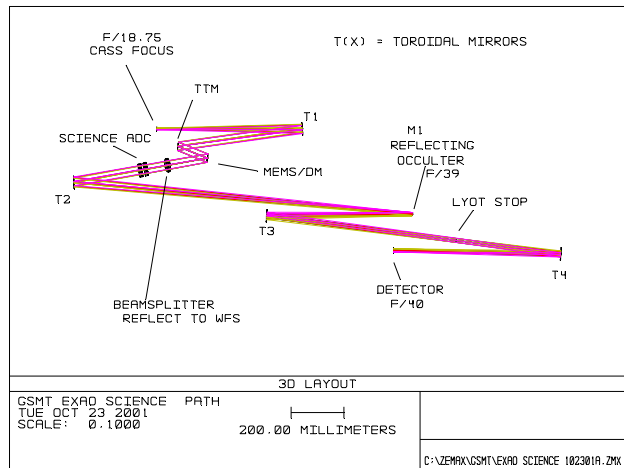 F/18.75
CASS FOCUS
T(X) = TOROIDAL MIRRORS
TTM
T1
M1
REFLECTING
OCCULTER
F/39
SCIENCE ADC
MEMS/DM
T2
LYOT STOP
T3
T4
DETECTOR
F/40
BEAMSPLITTER
REFLECT TO WFS
3D LAYOUT
GSMT EXAO SCIENCE PATH
TUE OCT 23 2001
SCALE: 0.1000
200.00 MILLIMETERS
C:\ZEMAX\GSMT\EXAO SCIENCE 102301A.ZMX